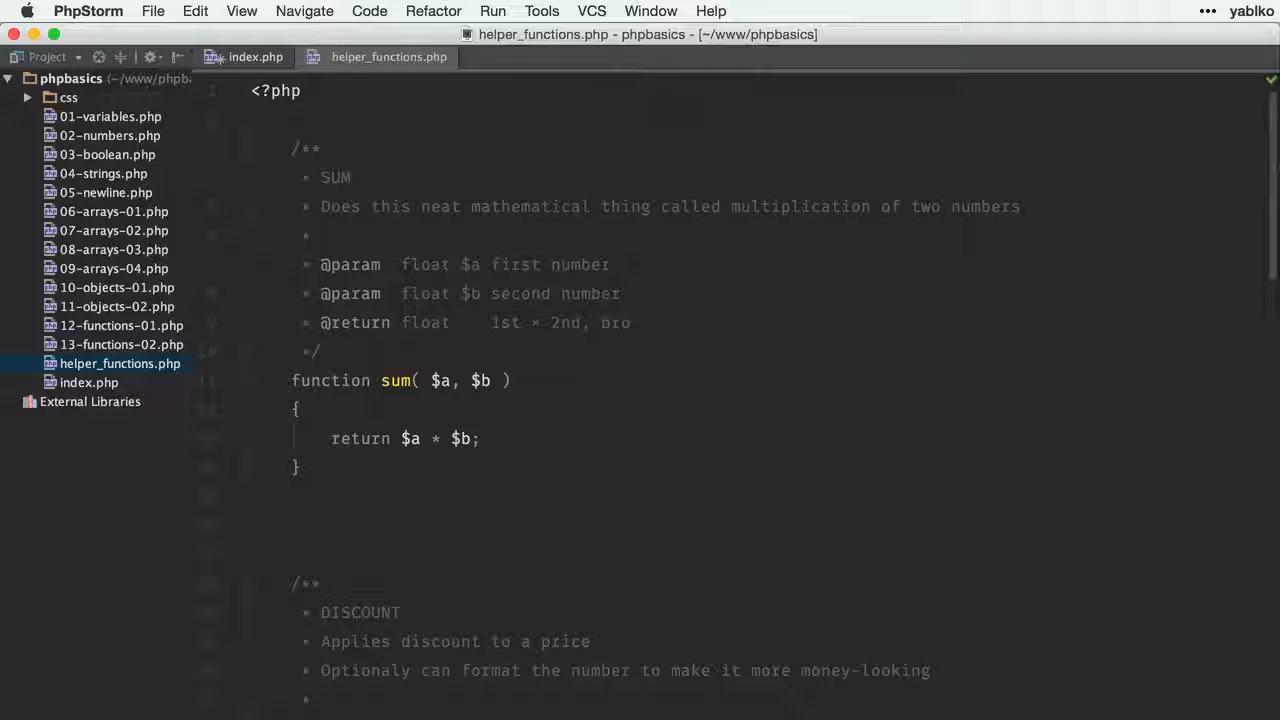 PhpStorm File Edit View Navigate Code Refactor Run Tools VCS Window Help ••• yablko
helper_functions.php - phpbasics - [~/www/phpbasics]
Project index.php helper_functions.php
phpbasics (~/www/phpb
css
01-variables.php
02-numbers.php
03-boolean.php
04-strings.php
05-newline.php
06-arrays-01.php
07-arrays-02.php
08-arrays-03.php
09-arrays-04.php
10-objects-01.php
11-objects-02.php
12-functions-01.php
13-functions-02.php
helper_functions.php
index.php
External Libraries
<?php
/**
* SUM
* Does this neat mathematical thing called multiplication of two numbers
*
* @param float $a first number
* @param float $b second number
* @return float 1st * 2nd, bro
*/
function sum( $a, $b )
{
return $a * $b;
}
/**
* DISCOUNT
* Applies discount to a price
* Optionaly can format the number to make it more money-looking
*